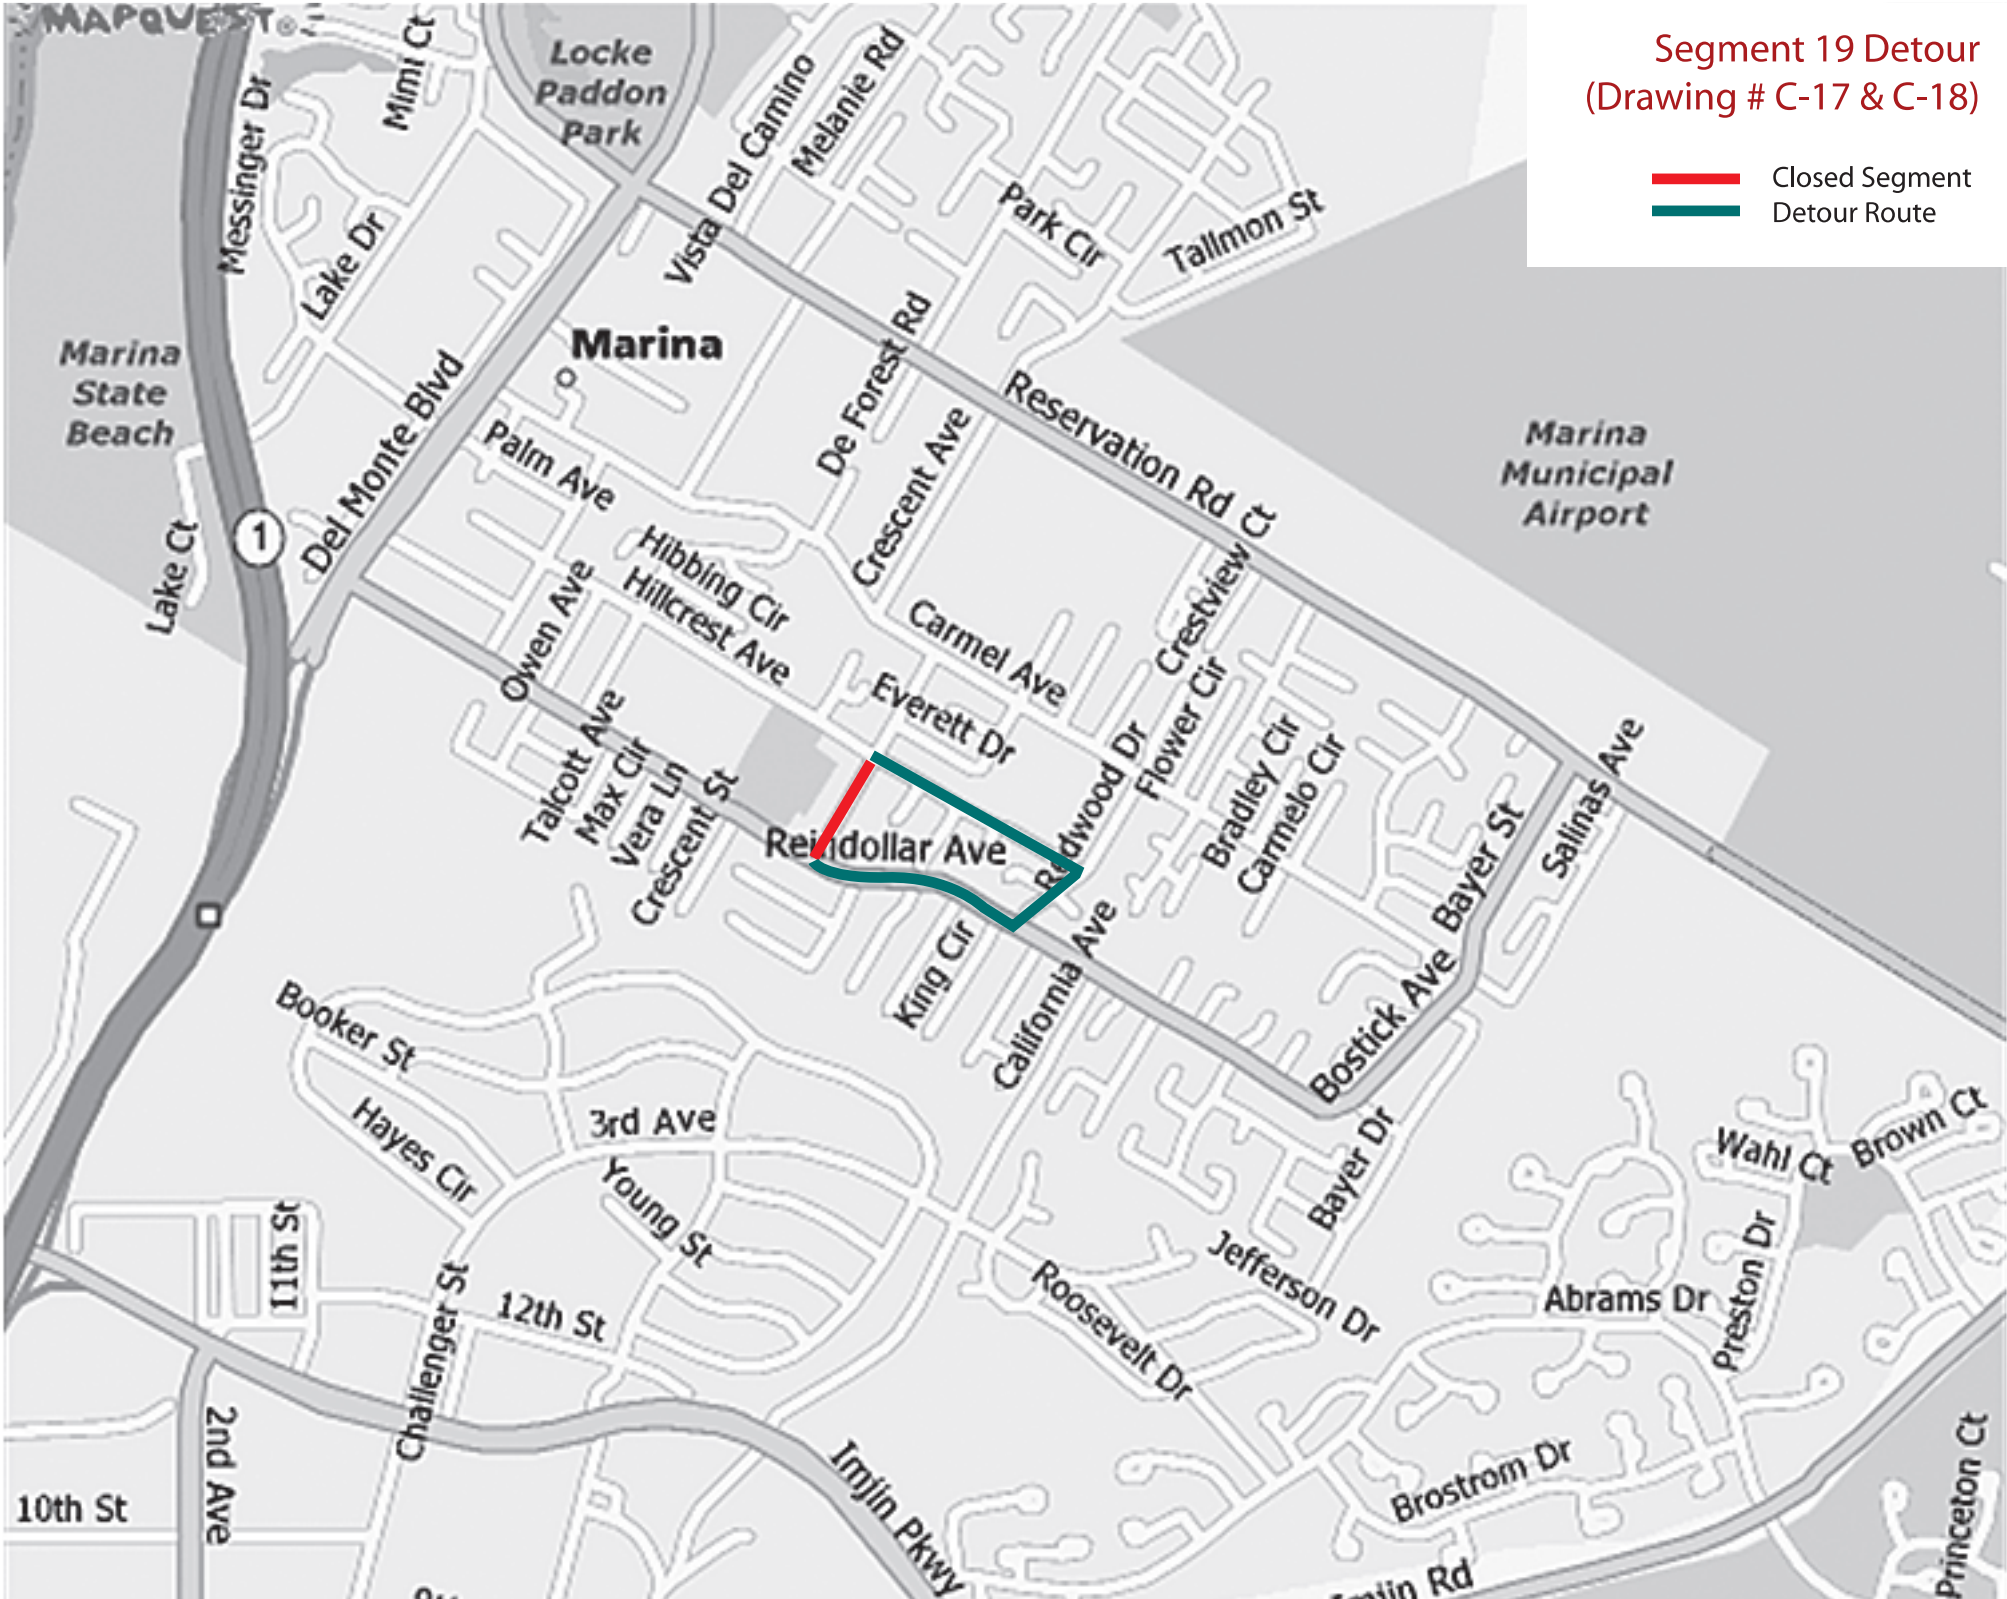 MAPQUEST®
Segment 19 Detour
(Drawing # C-17 & C-18)
Closed Segment
Detour Route
Locke
Paddon
Park
Mimi Ct
Messinger Dr
Lake Dr
Vista Del Camino
Melanie Rd
Park Cir
Tallmon St
Marina
State
Beach
Marina
Del Monte Blvd
De Forest Rd
Reservation Rd
Ct
Marina
Municipal
Airport
Crescent Ave
Palm Ave
1
Lake Ct
Hibbing Cir
Hillcrest Ave
Owen Ave
Carmel Ave
Crestview
Everett Dr
Flower Cir
Redwood Dr
Bradley Cir
Carmelo Cir
Talcott Ave
Max Cir
Vera Ln
Crescent St
Reindollar Ave
Bayer St
Salinas Ave
King Cir
California Ave
Bostick Ave
Booker St
Hayes Cir
3rd Ave
Young St
Bayer Dr
Wahl Ct
Brown Ct
11th St
12th St
Challenger St
Roosevelt Dr
Jefferson Dr
Abrams Dr
Preston Dr
2nd Ave
10th St
Imjin Pkwy
Brostrom Dr
Imjin Rd
Princeton Ct